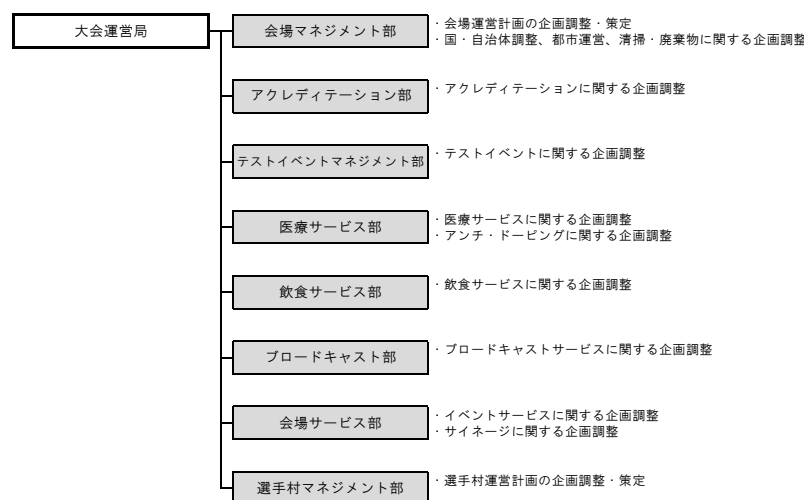 大会運営局
会場マネジメント部
・会場運営計画の企画調整・策定
・国・自治体調整、都市運営、清掃・廃棄物に関する企画調整
アクレディテーション部
・アクレディテーションに関する企画調整
テストイベントマネジメント部
・テストイベントに関する企画調整
医療サービス部
・医療サービスに関する企画調整
・アンチ・ドーピングに関する企画調整
飲食サービス部
・飲食サービスに関する企画調整
ブロードキャスト部
・ブロードキャストサービスに関する企画調整
会場サービス部
・イベントサービスに関する企画調整
・サイネージに関する企画調整
選手村マネジメント部
・選手村運営計画の企画調整・策定